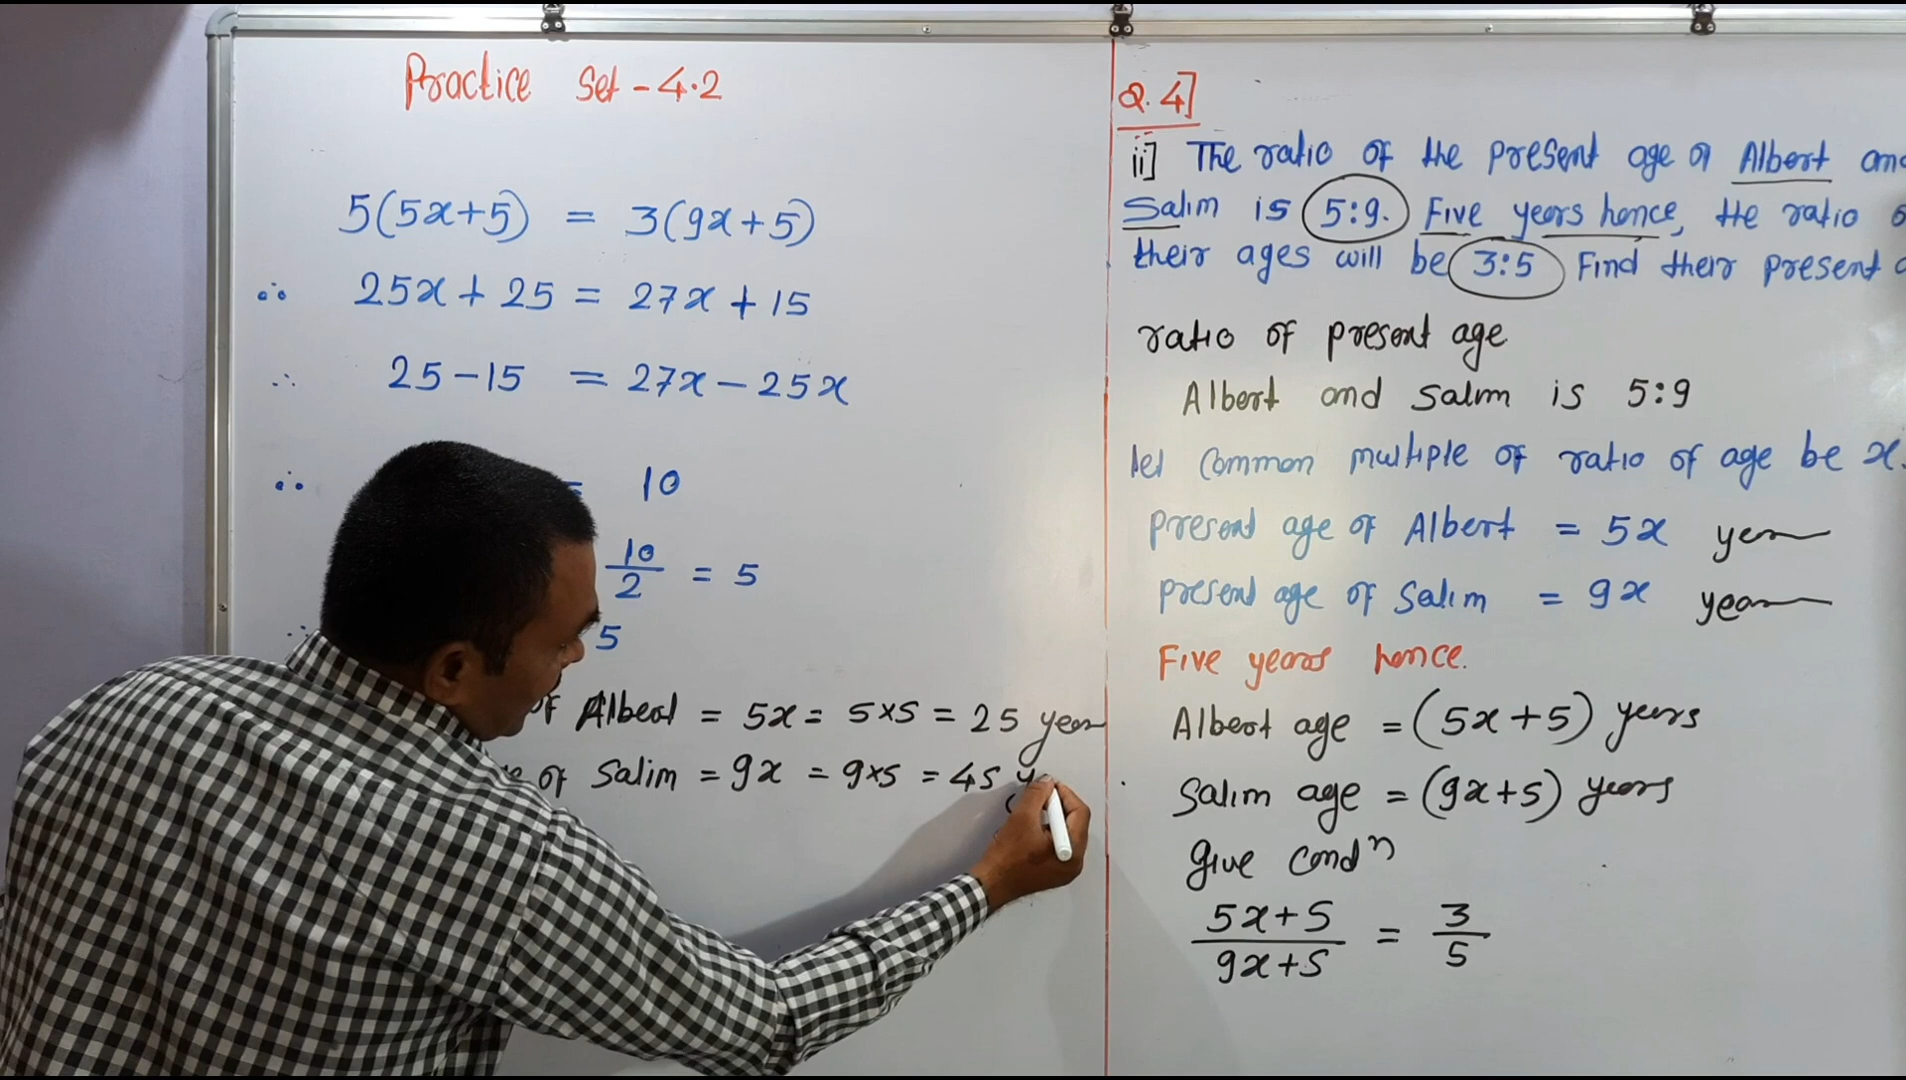 Practice Set - 4.2
5(5x+5) = 3(9x+5)
∴ 25x + 25 = 27x + 15
∴ 25 - 15 = 27x - 25x
∴ = 10
10/2 = 5
∴ 5
of Albert = 5x = 5×5 = 25 year
of Salim = 9x = 9×5 = 45 y
Q. 4]
ii] The ratio of the present age of Albert and
Salim is 5:9. Five years hence, the ratio o
their ages will be 3:5 Find their present a
ratio of present age
Albert and Salim is 5:9
let common multiple of ratio of age be x.
present age of Albert = 5x year
present age of Salim = 9x year
Five years hence.
Albert age = (5x+5) years
Salim age = (9x+5) years
give condⁿ
5x+5 / 9x+5 = 3/5